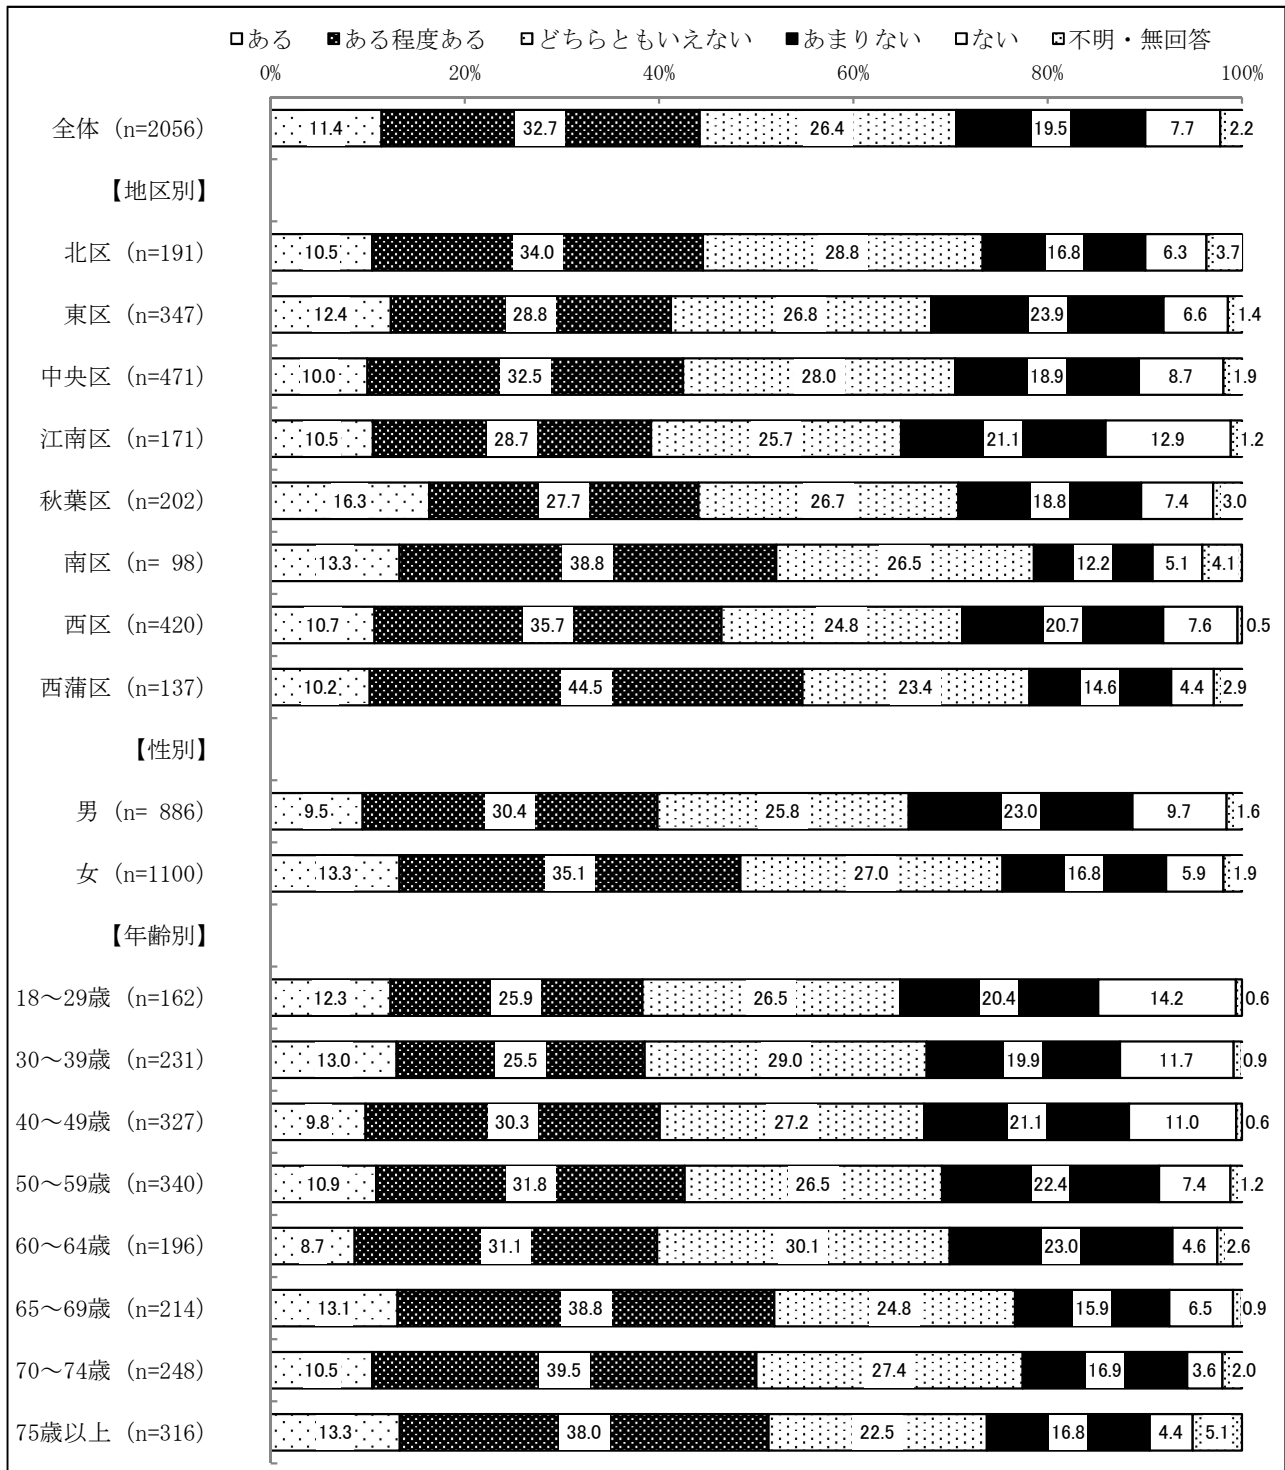 □ある ■ある程度ある □どちらともいえない ■あまりない □ない □不明・無回答
0% 20% 40% 60% 80% 100%
全体 (n=2056) 11.4 32.7 26.4 19.5 7.7 2.2
【地区別】
北区 (n=191) 10.5 34.0 28.8 16.8 6.3 3.7
東区 (n=347) 12.4 28.8 26.8 23.9 6.6 1.4
中央区 (n=471) 10.0 32.5 28.0 18.9 8.7 1.9
江南区 (n=171) 10.5 28.7 25.7 21.1 12.9 1.2
秋葉区 (n=202) 16.3 27.7 26.7 18.8 7.4 3.0
南区 (n= 98) 13.3 38.8 26.5 12.2 5.1 4.1
西区 (n=420) 10.7 35.7 24.8 20.7 7.6 0.5
西蒲区 (n=137) 10.2 44.5 23.4 14.6 4.4 2.9
【性別】
男 (n= 886) 9.5 30.4 25.8 23.0 9.7 1.6
女 (n=1100) 13.3 35.1 27.0 16.8 5.9 1.9
【年齢別】
18～29歳 (n=162) 12.3 25.9 26.5 20.4 14.2 0.6
30～39歳 (n=231) 13.0 25.5 29.0 19.9 11.7 0.9
40～49歳 (n=327) 9.8 30.3 27.2 21.1 11.0 0.6
50～59歳 (n=340) 10.9 31.8 26.5 22.4 7.4 1.2
60～64歳 (n=196) 8.7 31.1 30.1 23.0 4.6 2.6
65～69歳 (n=214) 13.1 38.8 24.8 15.9 6.5 0.9
70～74歳 (n=248) 10.5 39.5 27.4 16.9 3.6 2.0
75歳以上 (n=316) 13.3 38.0 22.5 16.8 4.4 5.1